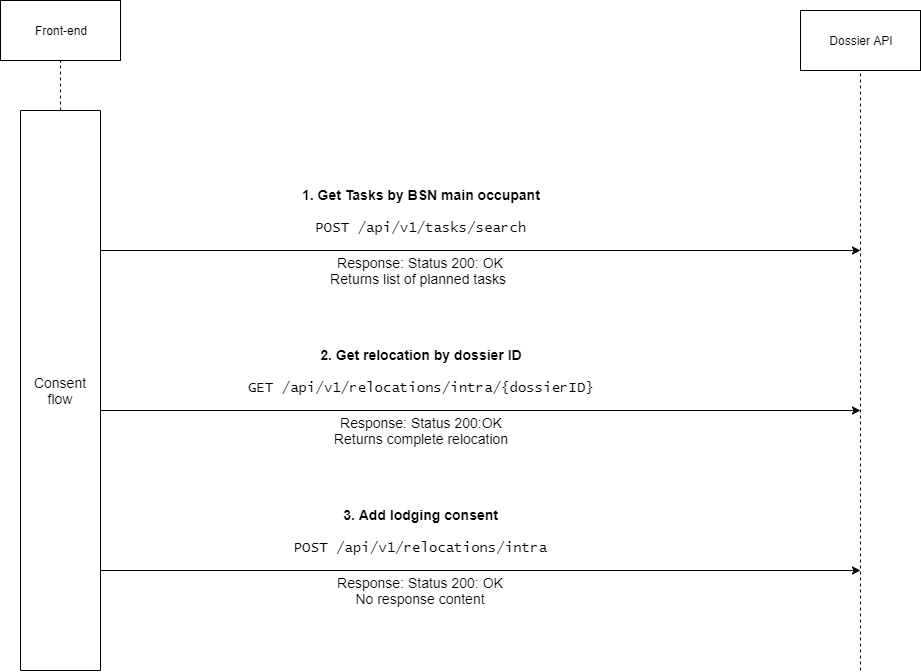 Front-end
Dossier API
1. Get Tasks by BSN main occupant
POST /api/v1/tasks/search
Response: Status 200: OK
Returns list of planned tasks
2. Get relocation by dossier ID
GET /api/v1/relocations/intra/{dossierID}
Consent
flow
Response: Status 200:OK
Returns complete relocation
3. Add lodging consent
POST /api/v1/relocations/intra
Response: Status 200: OK
No response content